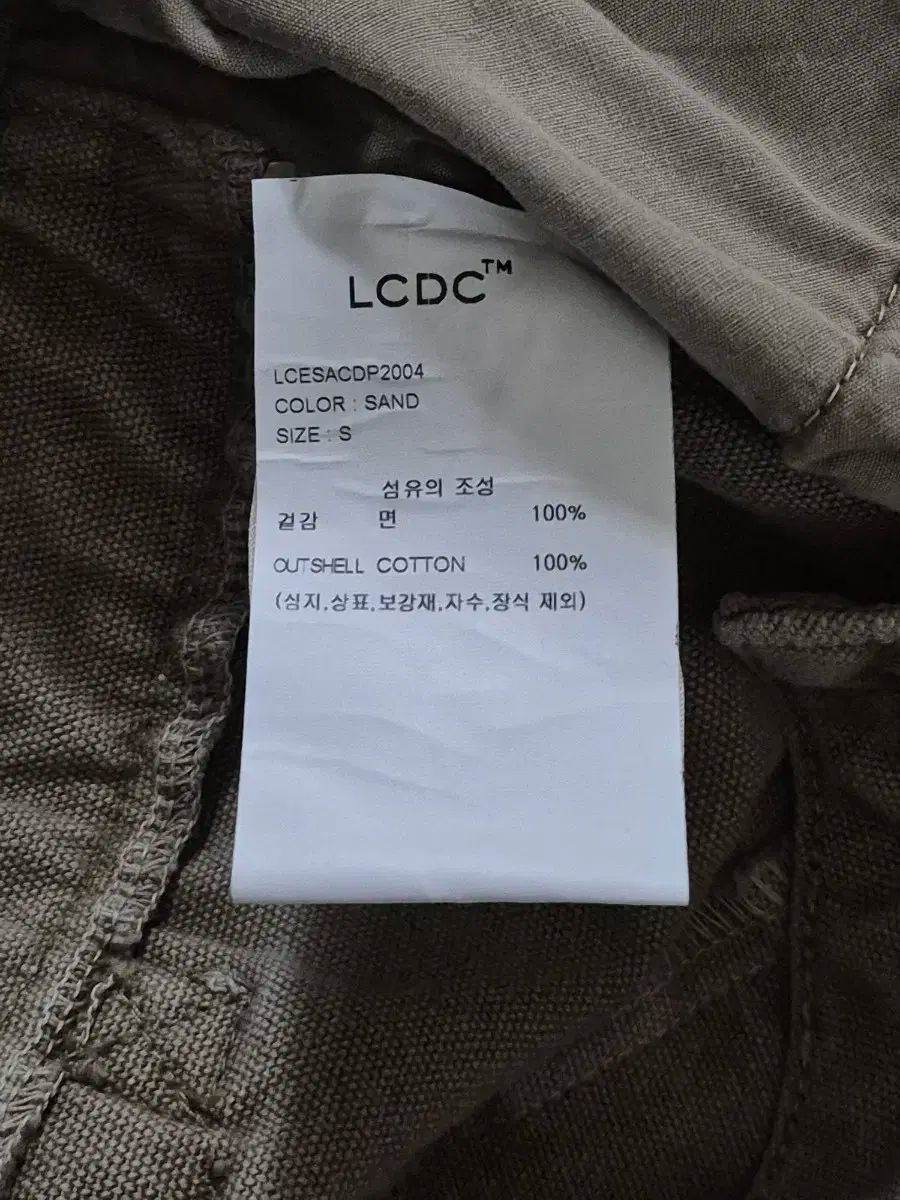 LCDC™
LCESACDP2004
COLOR : SAND
SIZE : S
섬유의 조성
겉감 면 100%
OUTSHELL COTTON 100%
(심지,상표,보강재,자수,장식 제외)